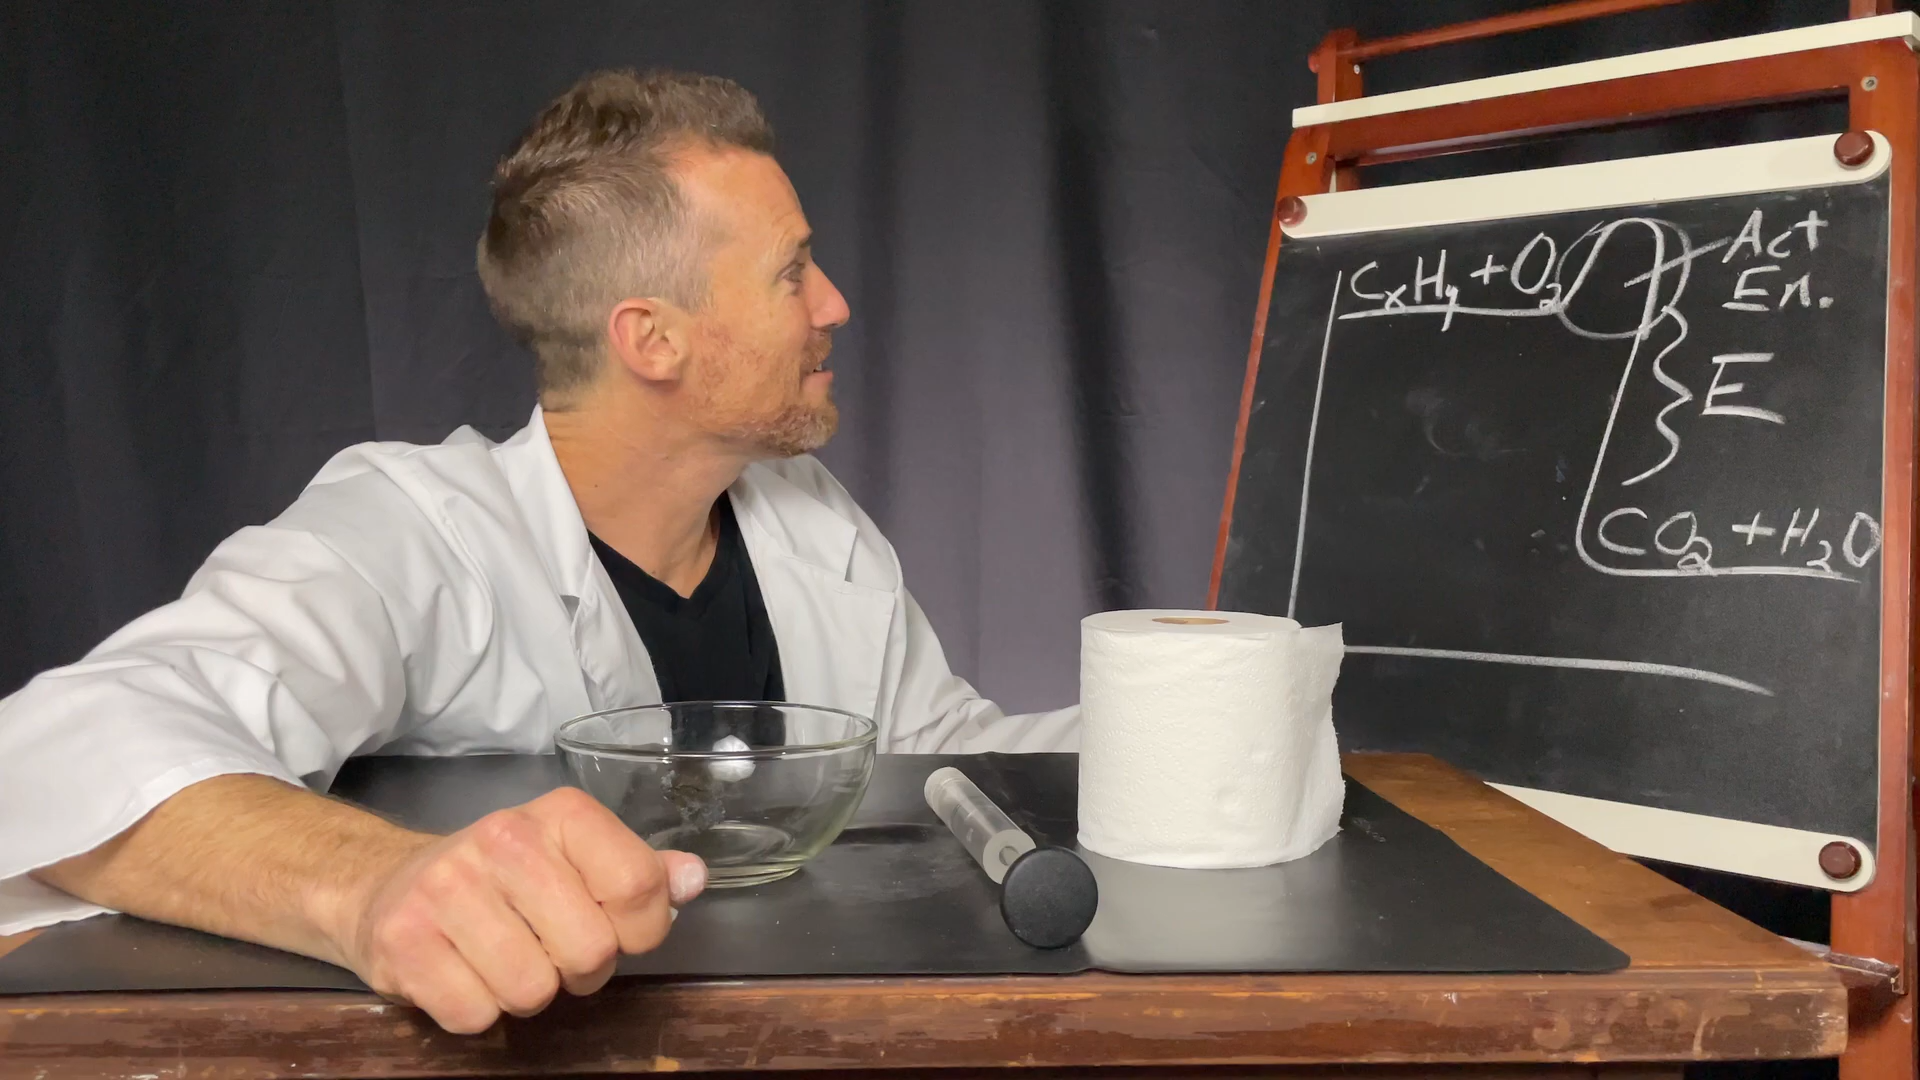 CxHy + O2
Act
En.
E
CO2 + H2O